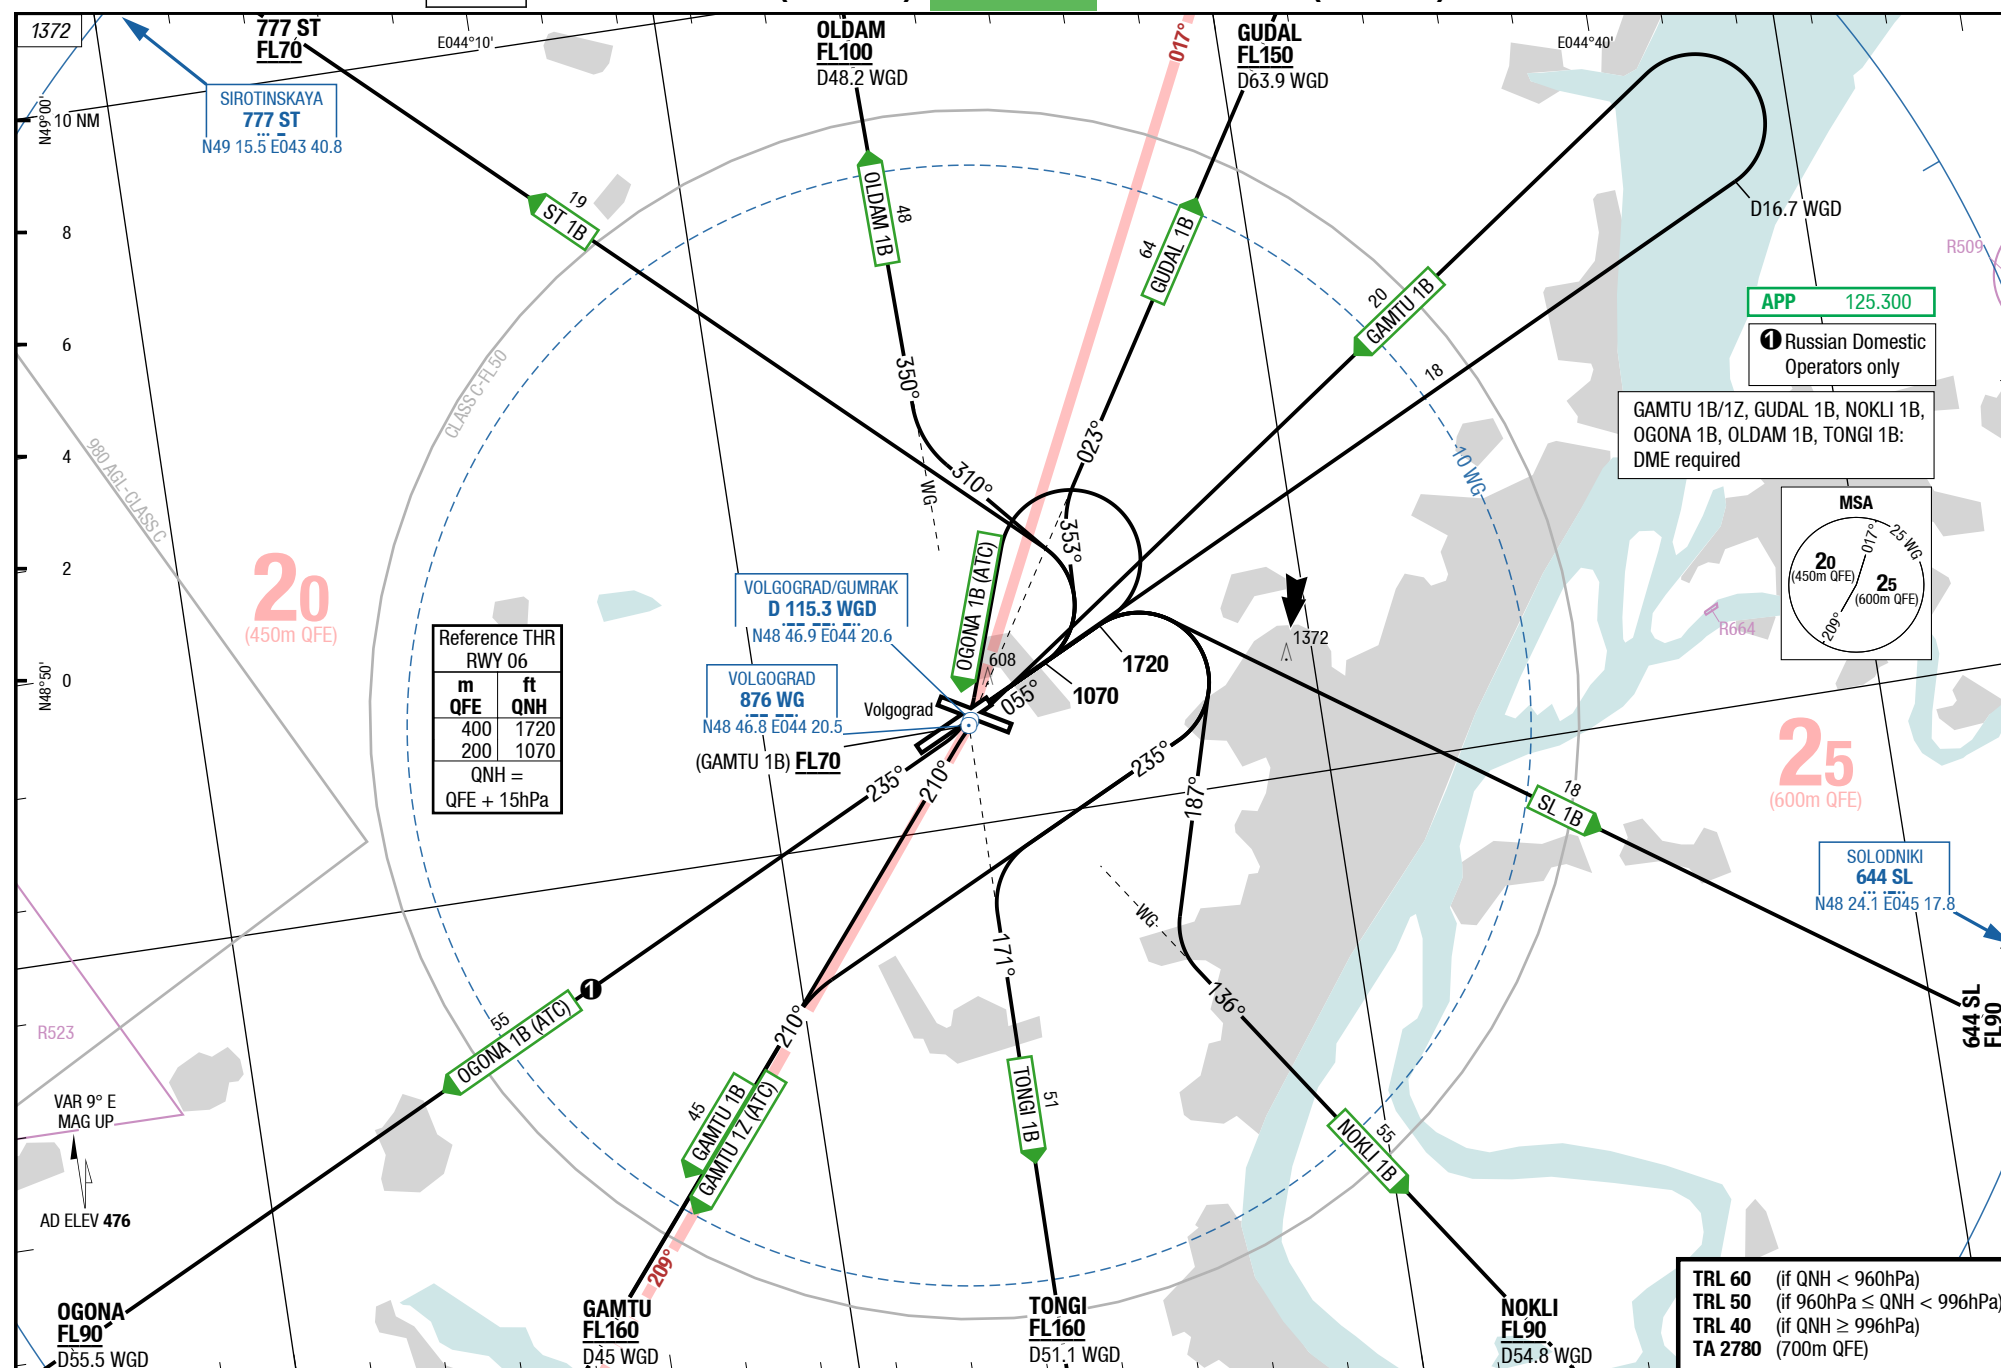 1372
777 ST
FL70
E044°10'
OLDAM
FL100
D48.2 WGD
017°
GUDAL
FL150
D63.9 WGD
E044°40'
SIROTINSKAYA
777 ST
N49 15.5 E043 40.8
N49°00'
10 NM
8
6
4
2
0
N48°50'
19
ST 1B
OLDAM 1B
48
64
GUDAL 1B
20
GAMTU 1B
18
D16.7 WGD
R509
APP 125.300
1 Russian Domestic
Operators only
GAMTU 1B/1Z, GUDAL 1B, NOKLI 1B,
OGONA 1B, OLDAM 1B, TONGI 1B:
DME required
MSA
017°
25 WG
20
(450m QFE)
25
(600m QFE)
209°
CLASS C-FL50
980 AGL-CLASS C
350°
310°
WG
023°
353°
10 WG
OGONA 1B (ATC)
20
(450m QFE)
VOLGOGRAD/GUMRAK
D 115.3 WGD
N48 46.9 E044 20.6
VOLGOGRAD
876 WG
N48 46.8 E044 20.5
Volgograd
(GAMTU 1B) FL70
Reference THR
RWY 06
m ft
QFE QNH
400 1720
200 1070
QNH =
QFE + 15hPa
608
1372
R664
1720
1070
055°
235°
210°
235°
187°
25
(600m QFE)
18
SL 1B
SOLODNIKI
644 SL
N48 24.1 E045 17.8
644 SL
FL90
WG
171°
136°
1
55
OGONA 1B (ATC)
210°
R523
VAR 9° E
MAG UP
AD ELEV 476
45
GAMTU 1B
GAMTU 1Z (ATC)
TONGI 1B
51
NOKLI 1B
55
209°
OGONA
FL90
D55.5 WGD
GAMTU
FL160
D45 WGD
TONGI
FL160
D51.1 WGD
NOKLI
FL90
D54.8 WGD
TRL 60 (if QNH < 960hPa)
TRL 50 (if 960hPa ≤ QNH < 996hPa)
TRL 40 (if QNH ≥ 996hPa)
TA 2780 (700m QFE)